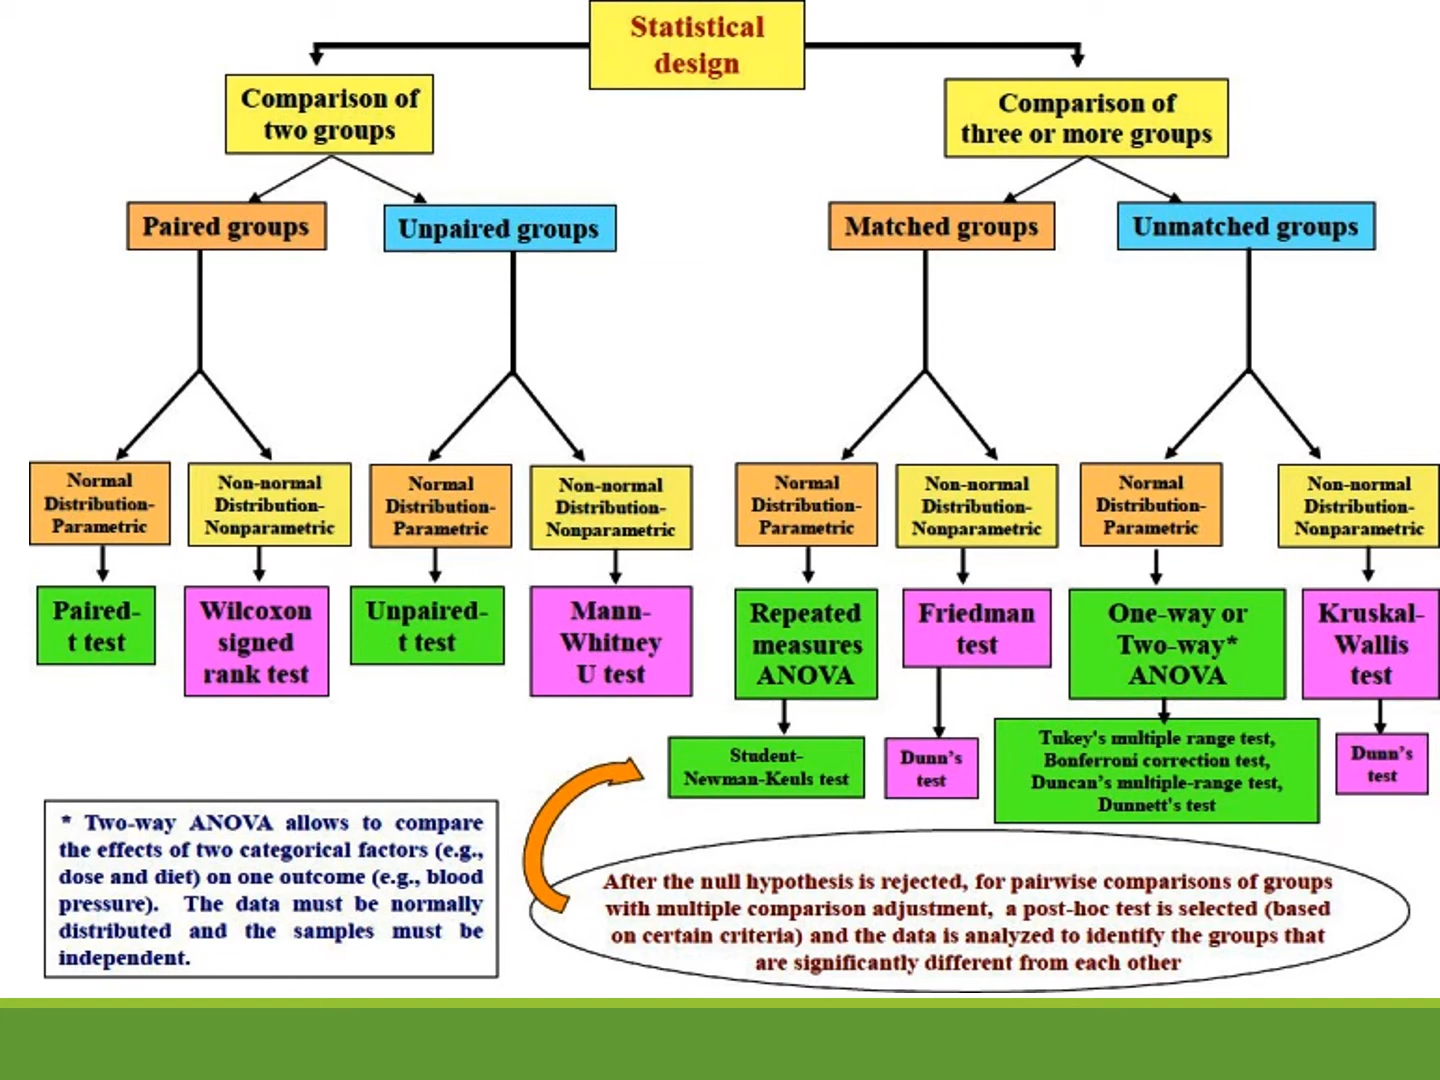 Statistical
design
Comparison of
two groups
Comparison of
three or more groups
Paired groups
Unpaired groups
Matched groups
Unmatched groups
Normal
Distribution-
Parametric
Non-normal
Distribution-
Nonparametric
Normal
Distribution-
Parametric
Non-normal
Distribution-
Nonparametric
Normal
Distribution-
Parametric
Non-normal
Distribution-
Nonparametric
Normal
Distribution-
Parametric
Non-normal
Distribution-
Nonparametric
Paired-
t test
Wilcoxon
signed
rank test
Unpaired-
t test
Mann-
Whitney
U test
Repeated
measures
ANOVA
Friedman
test
One-way or
Two-way*
ANOVA
Kruskal-
Wallis
test
Student-
Newman-Keuls test
Dunn's
test
Tukey's multiple range test,
Bonferroni correction test,
Duncan's multiple-range test,
Dunnett's test
Dunn's
test
* Two-way ANOVA allows to compare
the effects of two categorical factors (e.g.,
dose and diet) on one outcome (e.g., blood
pressure). The data must be normally
distributed and the samples must be
independent.
After the null hypothesis is rejected, for pairwise comparisons of groups
with multiple comparison adjustment, a post-hoc test is selected (based
on certain criteria) and the data is analyzed to identify the groups that
are significantly different from each other